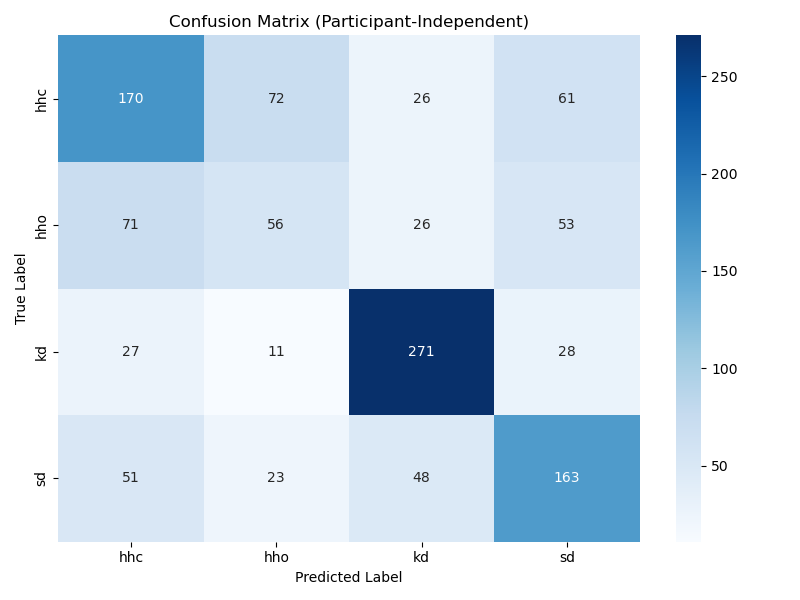 Confusion Matrix (Participant-Independent)
hhc 170 72 26 61
hho 71 56 26 53
kd 27 11 271 28
sd 51 23 48 163
hhc hho kd sd
Predicted Label
True Label
250
200
150
100
50